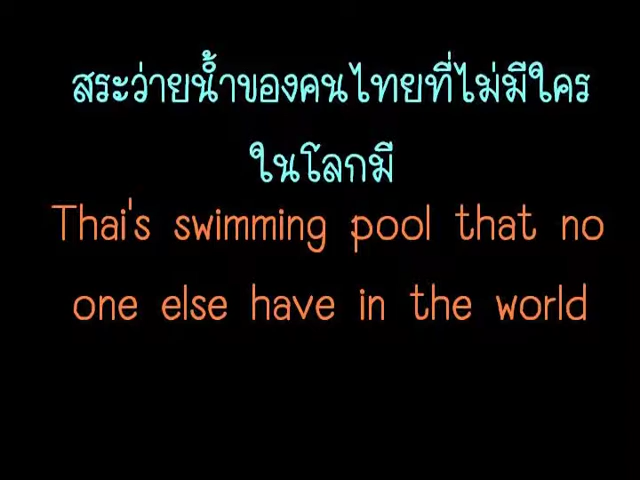 สระว่ายน้ำของคนไทยที่ไม่มีใคร
ในโลกมี
Thai's swimming pool that no
one else have in the world